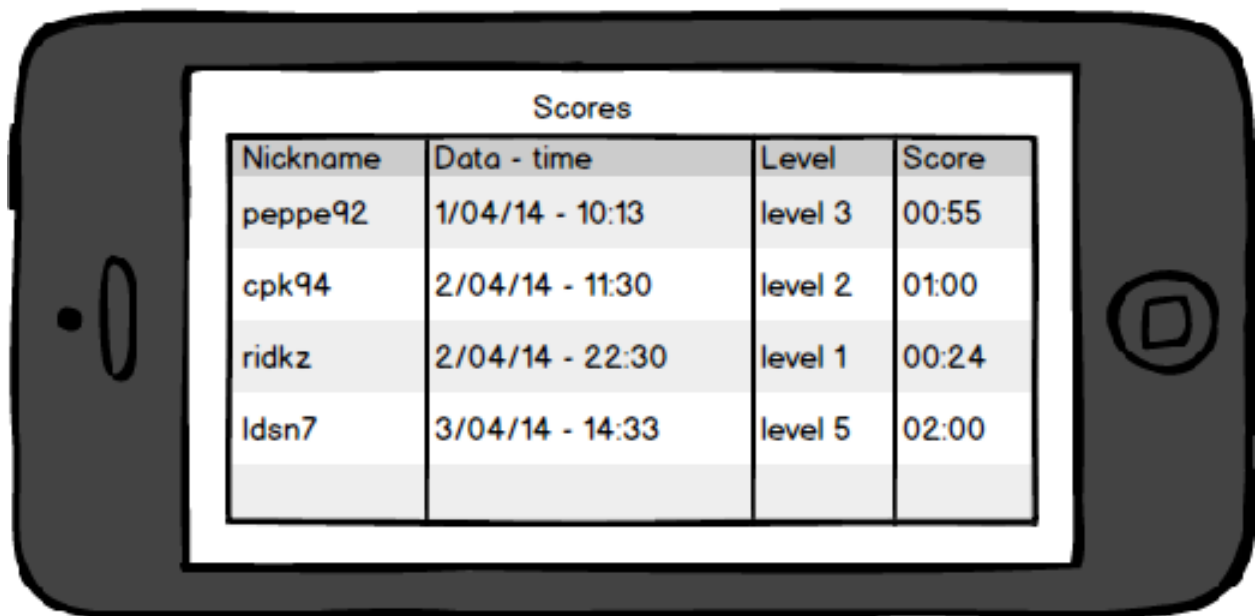 Scores
Nickname Data - time Level Score
peppe92 1/04/14 - 10:13 level 3 00:55
cpk94 2/04/14 - 11:30 level 2 01:00
ridkz 2/04/14 - 22:30 level 1 00:24
ldsn7 3/04/14 - 14:33 level 5 02:00